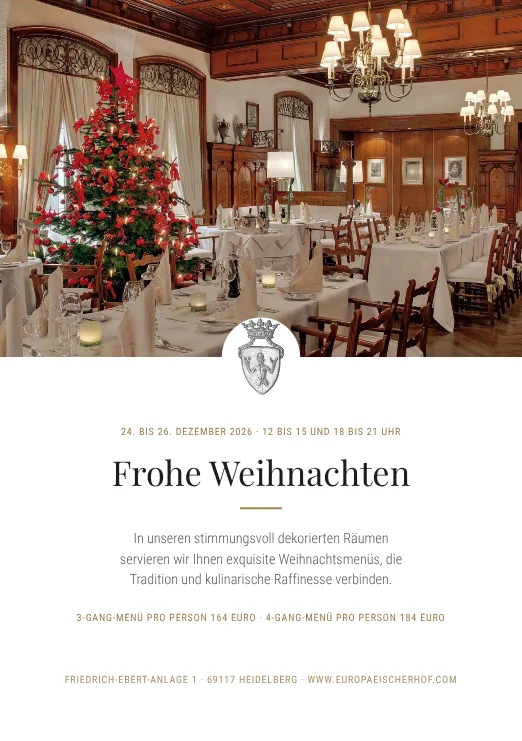 24. BIS 26. DEZEMBER 2026 · 12 BIS 15 UND 18 BIS 21 UHR
Frohe Weihnachten
In unseren stimmungsvoll dekorierten Räumen
servieren wir Ihnen exquisite Weihnachtsmenüs, die
Tradition und kulinarische Raffinesse verbinden.
3-GANG-MENÜ PRO PERSON 164 EURO · 4-GANG-MENÜ PRO PERSON 184 EURO
FRIEDRICH-EBERT-ANLAGE 1 · 69117 HEIDELBERG · WWW.EUROPAEISCHERHOF.COM